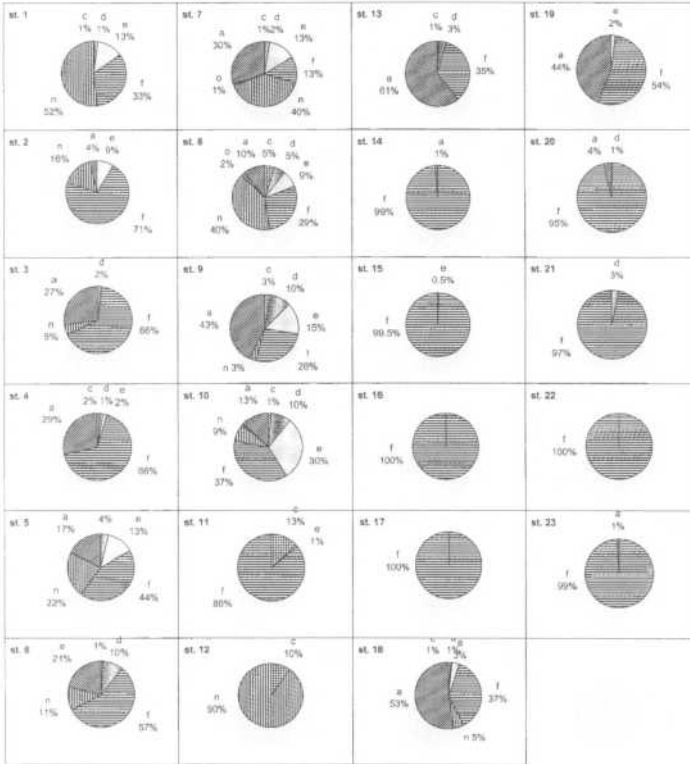 st. 1
c d e
1% 1% 13%
f
33%
n
52%
st. 2
a e
n 4% 9%
16%
f
71%
st. 3
d
a 2%
27%
n f
5% 66%
st. 4
c d e
a 2% 1% 2%
29%
f
66%
st. 5
a 4% e
17% 13%
n f
22% 44%
st. 6
1% d
10%
21%
n f
11% 57%
st. 7
c d e
a 1% 2% 13%
30%
f
13%
o
1% n
40%
st. 8
a c d
o 10% 5% 5%
2% e
9%
n f
40% 29%
st. 9
c d
3% 10%
a e
43% 15%
f
n 3% 28%
st. 10
a c d
13% 1% 10%
n
9% e
f 30%
37%
st. 11
c
13% e
1%
f
86%
st. 12
c
10%
n
90%
st. 13
c d
1% 3%
f
35%
a
61%
st. 14
a
1%
f
99%
st. 15
e
0.5%
f
99.5%
st. 16
f
100%
st. 17
f
100%
st. 18
c
1% 1% 3%
53% f
37%
n 5%
st. 19
e
2%
a
44% f
54%
st. 20
a d
4% 1%
f
95%
st. 21
d
3%
f
97%
st. 22
f
100%
st. 23
a
1%
f
99%